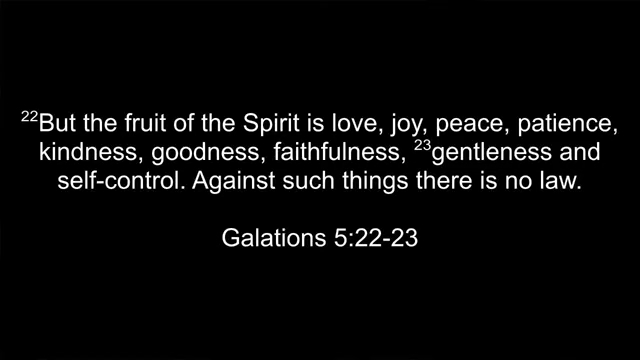 ²²But the fruit of the Spirit is love, joy, peace, patience,
kindness, goodness, faithfulness, ²³gentleness and
self-control. Against such things there is no law.
Galations 5:22-23